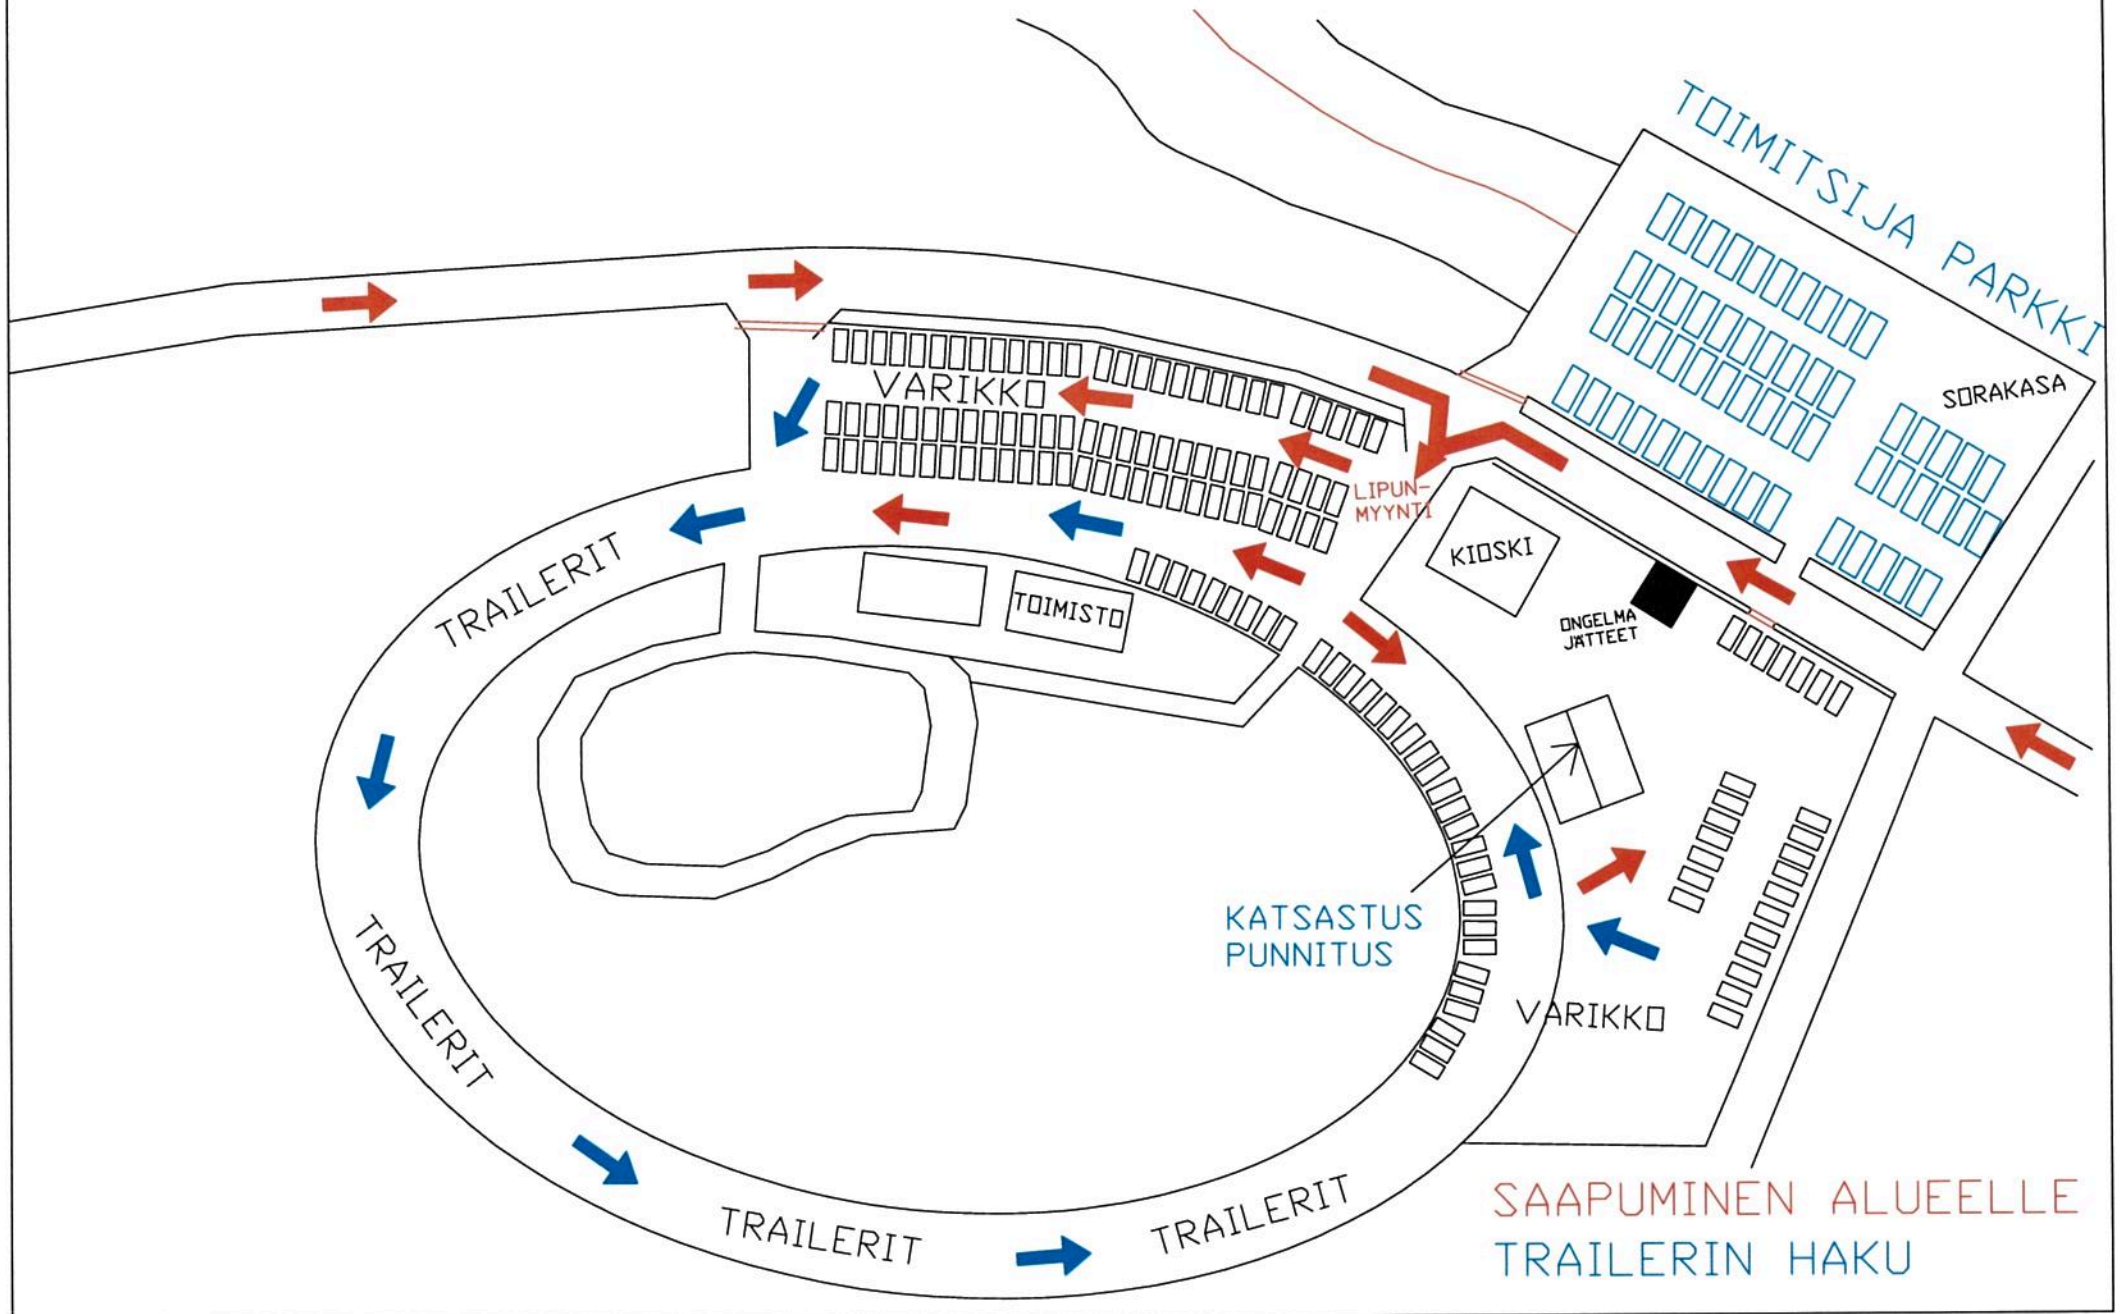 TOIMITSIJA PARKKI
SORAKASA
VARIKKO
LIPUN-
MYYNTI
KIOSKI
TRAILERIT
TOIMISTO
ONGELMA
JÄTTEET
KATSASTUS
PUNNITUS
TRAILERIT
VARIKKO
TRAILERIT
TRAILERIT
SAAPUMINEN ALUEELLE
TRAILERIN HAKU